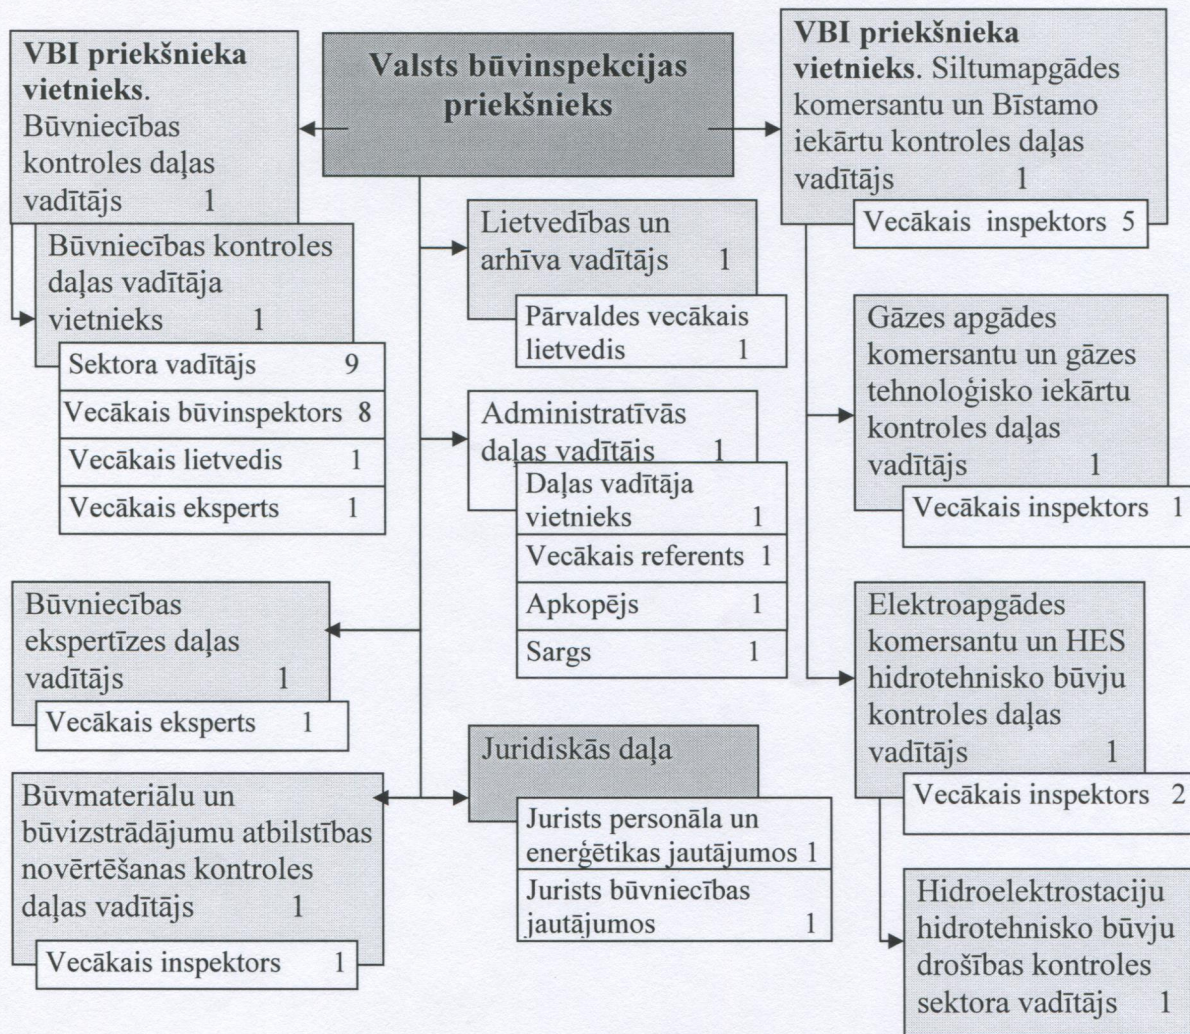 VBI priekšnieka
vietnieks.
Būvniecības
kontroles daļas
vadītājs 1
Būvniecības kontroles
daļas vadītāja
vietnieks 1
Sektora vadītājs 9
Vecākais būvinspektors 8
Vecākais lietvedis 1
Vecākais eksperts 1
Valsts būvinspekcijas
priekšnieks
Lietvedības un
arhīva vadītājs 1
Pārvaldes vecākais
lietvedis 1
Administratīvās
daļas vadītājs 1
Daļas vadītāja
vietnieks 1
Vecākais referents 1
Apkopējs 1
Sargs 1
Būvniecības
ekspertīzes daļas
vadītājs 1
Vecākais eksperts 1
Būvmateriālu un
būvizstrādājumu atbilstības
novērtēšanas kontroles
daļas vadītājs 1
Vecākais inspektors 1
Juridiskās daļa
Jurists personāla un
enerģētikas jautājumos 1
Jurists būvniecības
jautājumos 1
VBI priekšnieka
vietnieks. Siltumapgādes
komersantu un Bīstamo
iekārtu kontroles daļas
vadītājs 1
Vecākais inspektors 5
Gāzes apgādes
komersantu un gāzes
tehnoloģisko iekārtu
kontroles daļas
vadītājs 1
Vecākais inspektors 1
Elektroapgādes
komersantu un HES
hidrotehnisko būvju
kontroles daļas
vadītājs 1
Vecākais inspektors 2
Hidroelektrostaciju
hidrotehnisko būvju
drošības kontroles
sektora vadītājs 1